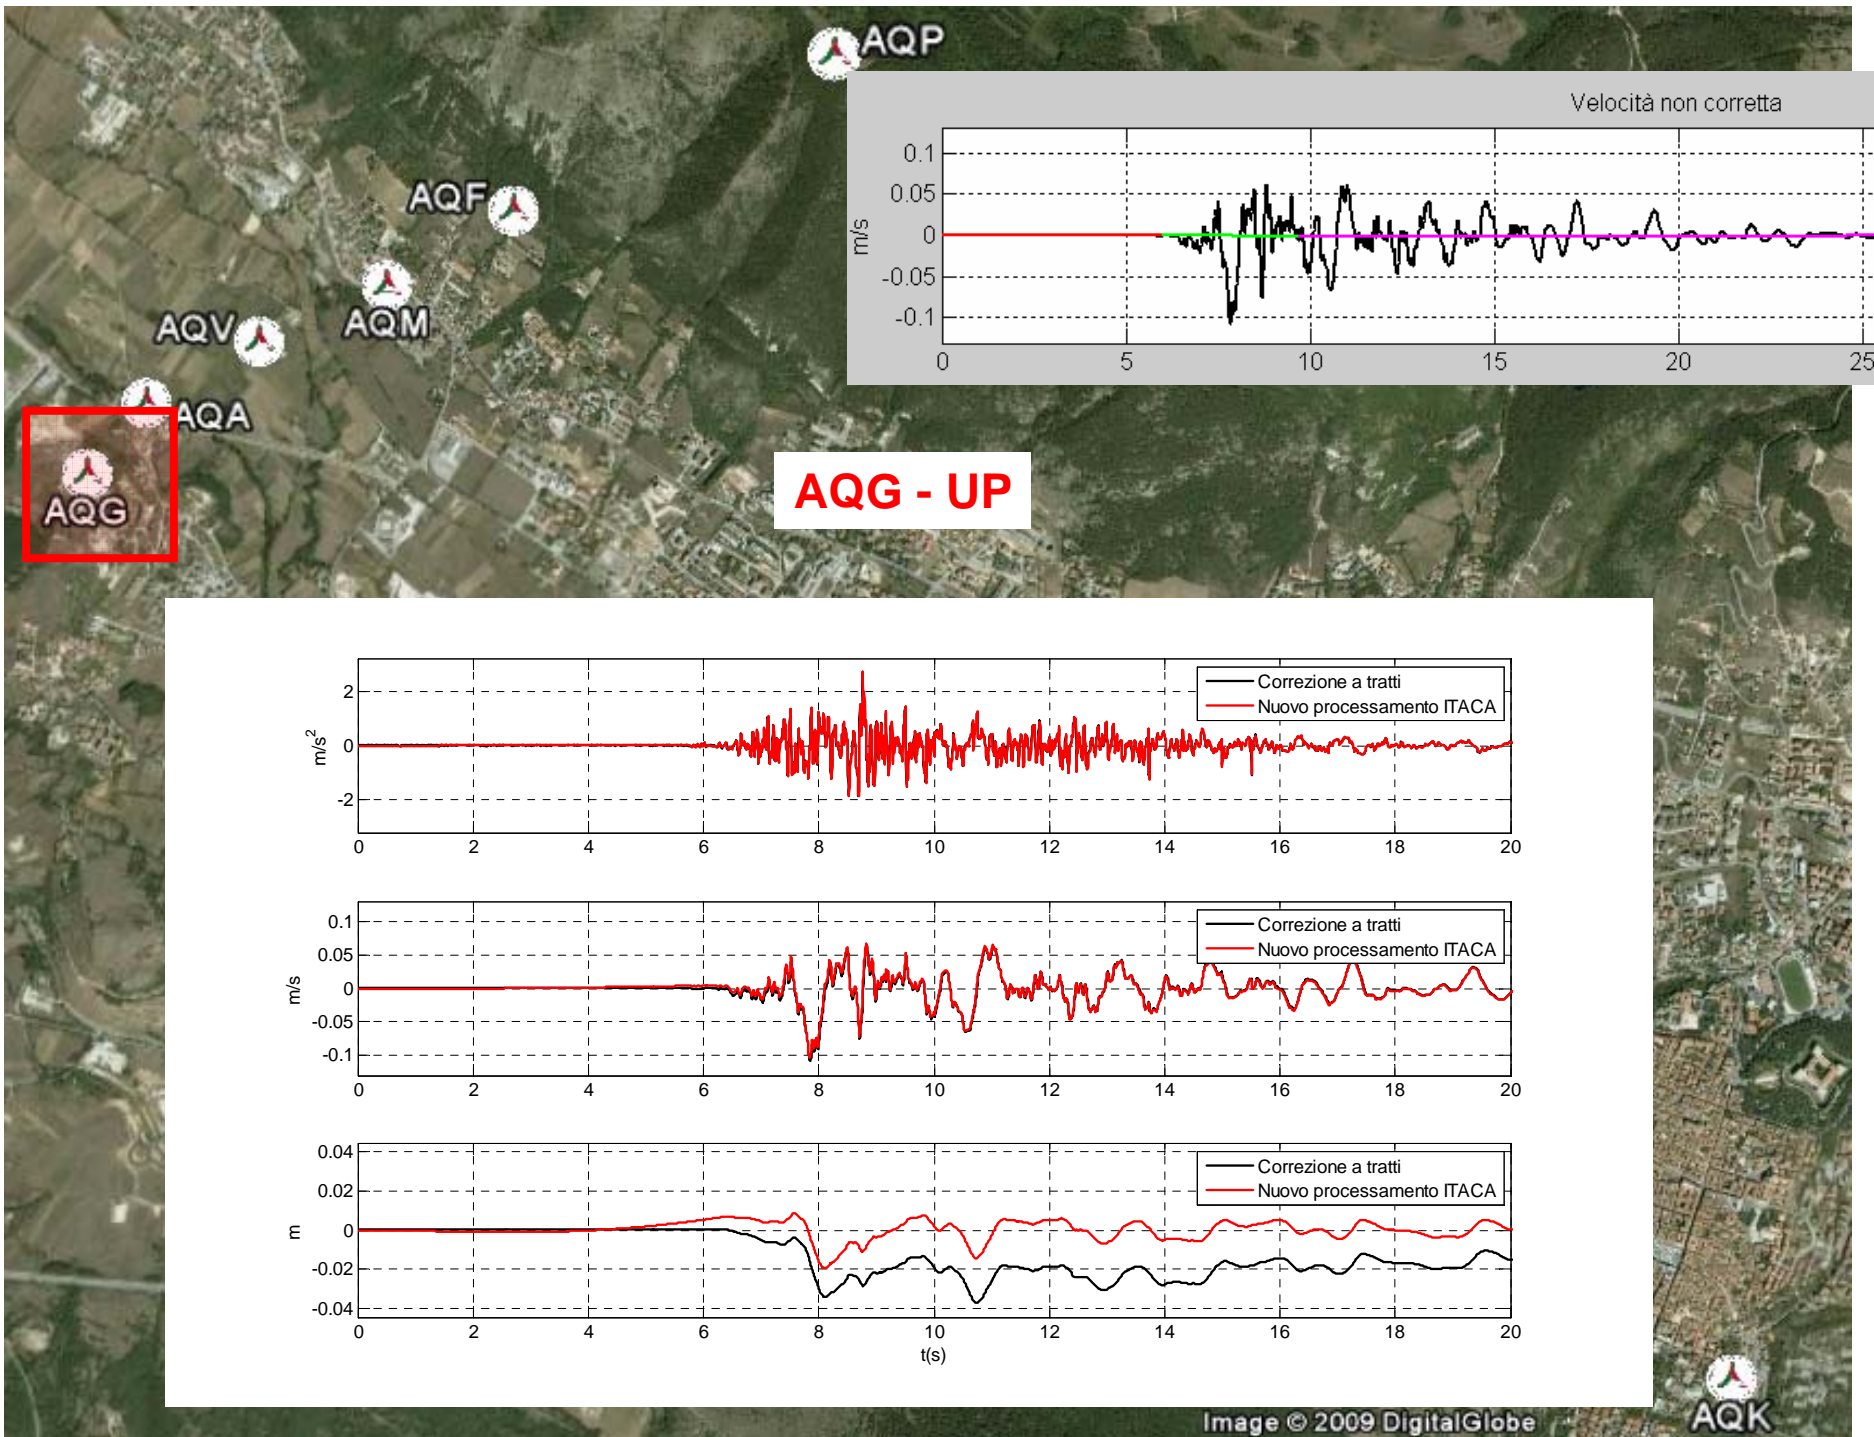 AQP
Velocità non corretta
0.1
0.05
0
-0.05
-0.1
m/s
0 5 10 15 20 25
AQF
AQM
AQV
AQA
AQG
AQG - UP
2
0
-2
m/s²
Correzione a tratti
Nuovo processamento ITACA
0 2 4 6 8 10 12 14 16 18 20
0.1
0.05
0
-0.05
-0.1
m/s
Correzione a tratti
Nuovo processamento ITACA
0 2 4 6 8 10 12 14 16 18 20
0.04
0.02
0
-0.02
-0.04
m
Correzione a tratti
Nuovo processamento ITACA
0 2 4 6 8 10 12 14 16 18 20
t(s)
AQK
Image © 2009 DigitalGlobe